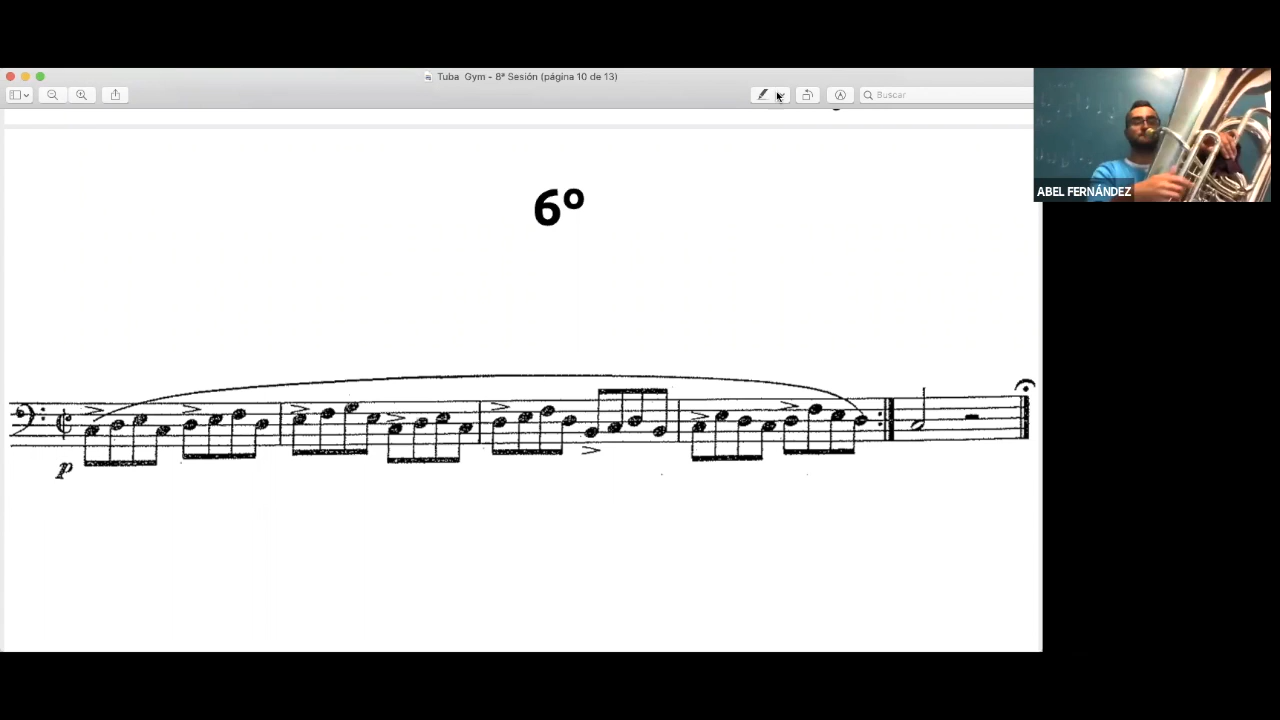 Tuba Gym - 8ª Sesión (página 10 de 13)
Buscar
ABEL FERNÁNDEZ
6º
p